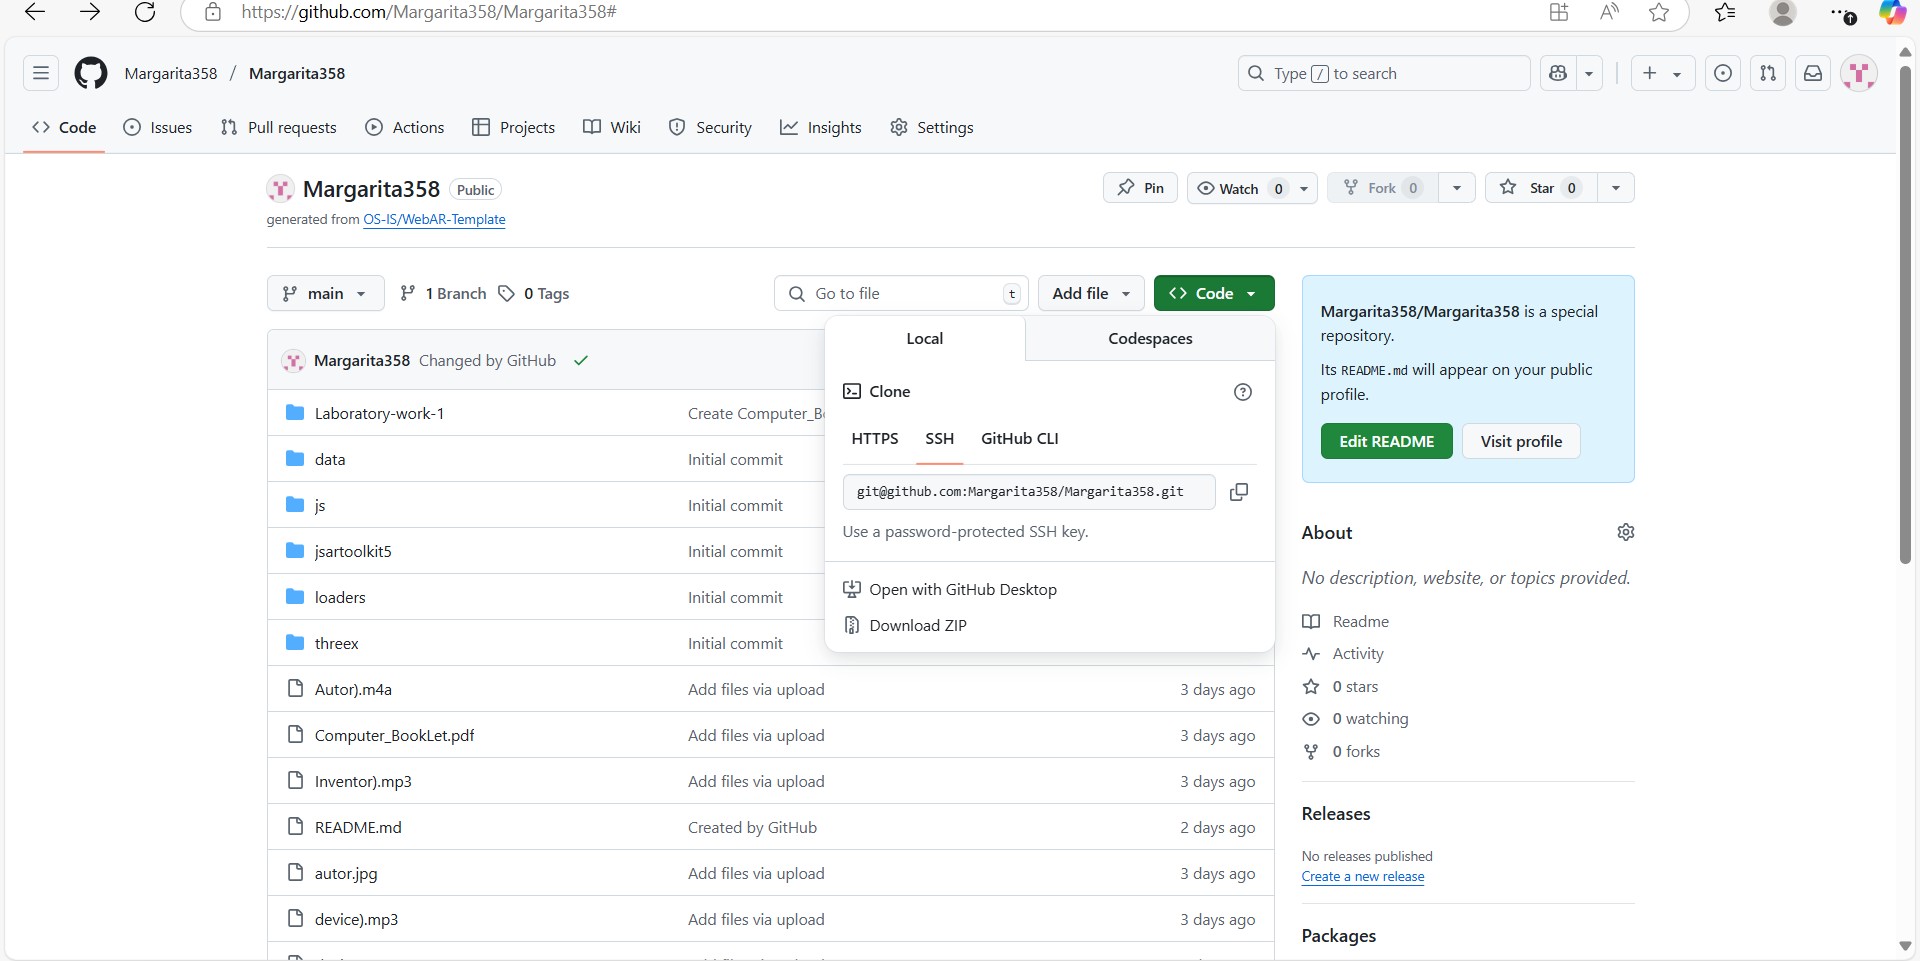 https://github.com/Margarita358/Margarita358#
Margarita358 / Margarita358
Type / to search
Code
Issues
Pull requests
Actions
Projects
Wiki
Security
Insights
Settings
Margarita358 Public
generated from OS-IS/WebAR-Template
Pin
Watch 0
Fork 0
Star 0
main
1 Branch
0 Tags
Go to file t
Add file
Code
Local
Codespaces
Clone
HTTPS
SSH
GitHub CLI
git@github.com:Margarita358/Margarita358.git
Use a password-protected SSH key.
Open with GitHub Desktop
Download ZIP
Margarita358 Changed by GitHub
Laboratory-work-1 Create Computer_B
data Initial commit
js Initial commit
jsartoolkit5 Initial commit
loaders Initial commit
threex Initial commit
Autor).m4a Add files via upload 3 days ago
Computer_BookLet.pdf Add files via upload 3 days ago
Inventor).mp3 Add files via upload 3 days ago
README.md Created by GitHub 2 days ago
autor.jpg Add files via upload 3 days ago
device).mp3 Add files via upload 3 days ago
Margarita358/Margarita358 is a special
repository.
Its README.md will appear on your public
profile.
Edit README
Visit profile
About
No description, website, or topics provided.
Readme
Activity
0 stars
0 watching
0 forks
Releases
No releases published
Create a new release
Packages